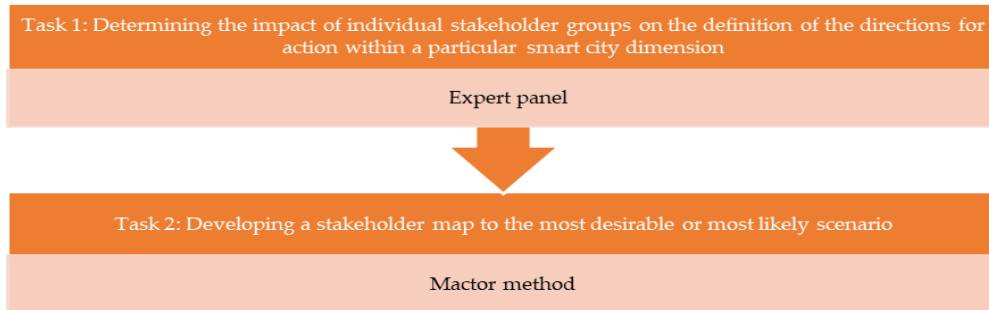 Task 1: Determining the impact of individual stakeholder groups on the definition of the directions for
action within a particular smart city dimension
Expert panel
Task 2: Developing a stakeholder map to the most desirable or most likely scenario
Mactor method